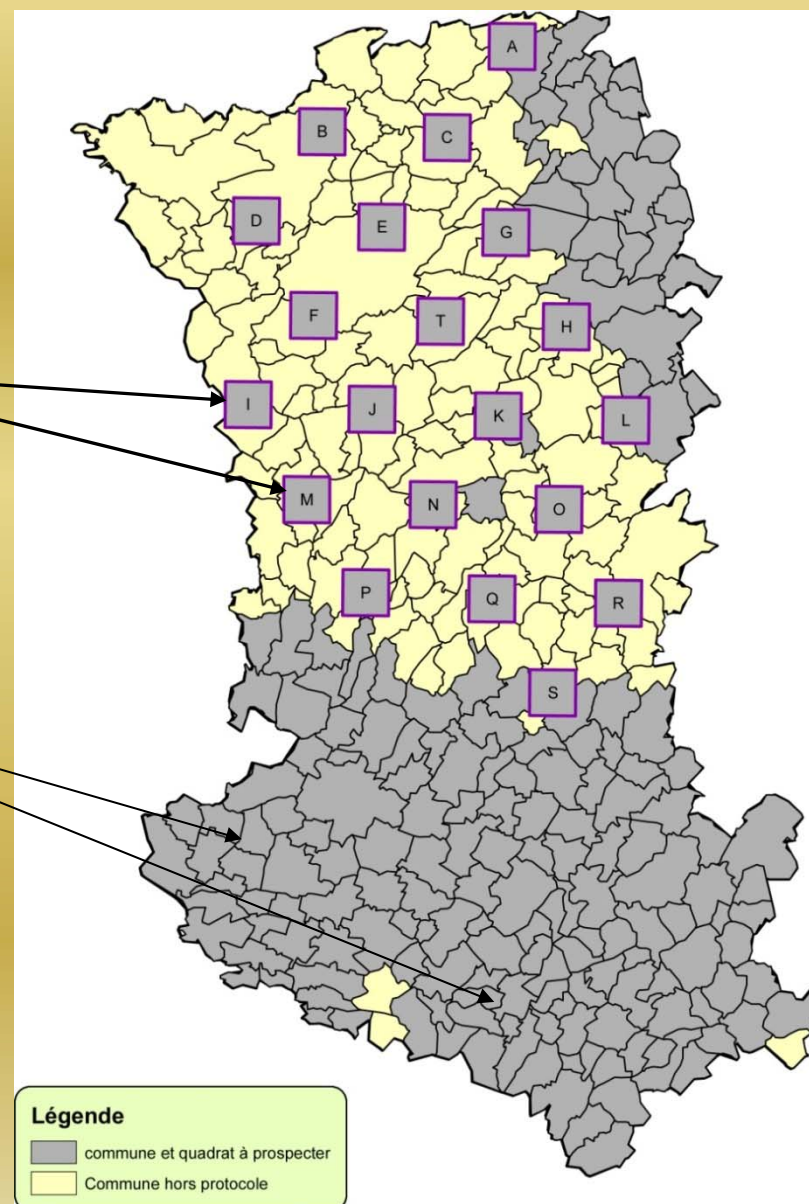 A
B
C
D
E
G
F
T
H
I
J
K
L
M
N
O
P
Q
R
S
Légende
commune et quadrat à prospecter
Commune hors protocole